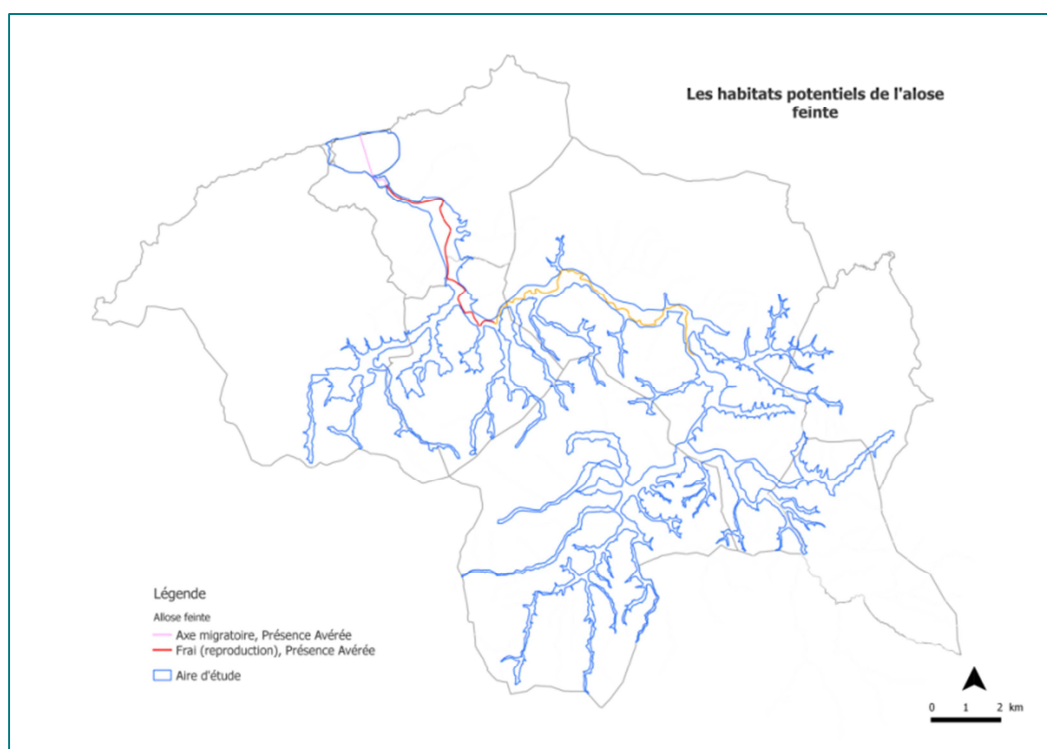 Les habitats potentiels de l'alose
feinte
Légende
Allose feinte
Axe migratoire, Présence Avérée
Frai (reproduction), Présence Avérée
Aire d'étude
0 1 2 km